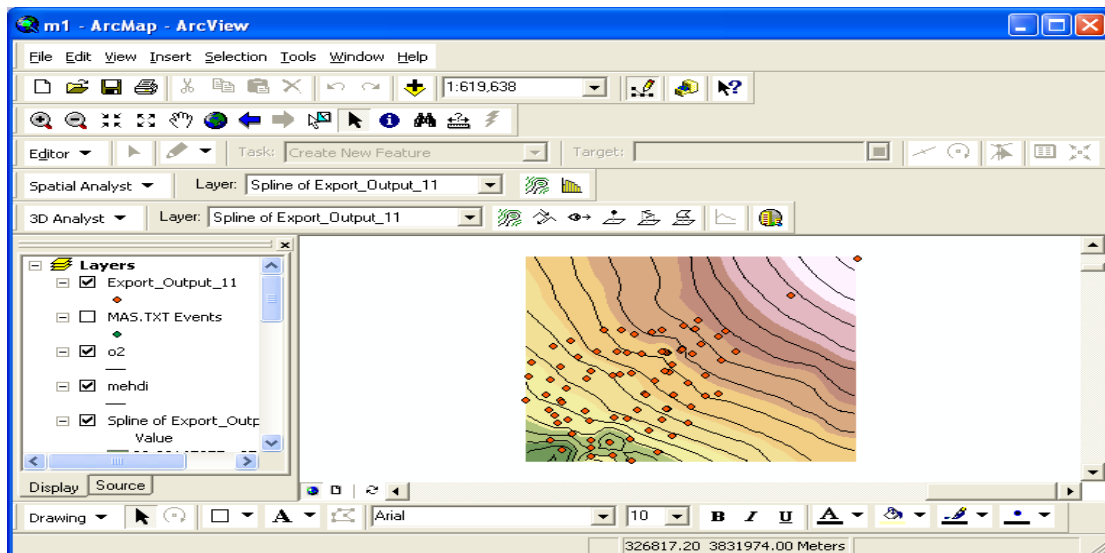 m1 - ArcMap - ArcView
File Edit View Insert Selection Tools Window Help
1:619,638
Editor Task: Create New Feature Target:
Spatial Analyst Layer: Spline of Export_Output_11
3D Analyst Layer: Spline of Export_Output_11
Layers
Export_Output_11
MAS.TXT Events
o2
mehdi
Spline of Export_Outp
Value
Display Source
Drawing A Arial 10 B I U A
326817.20 3831974.00 Meters